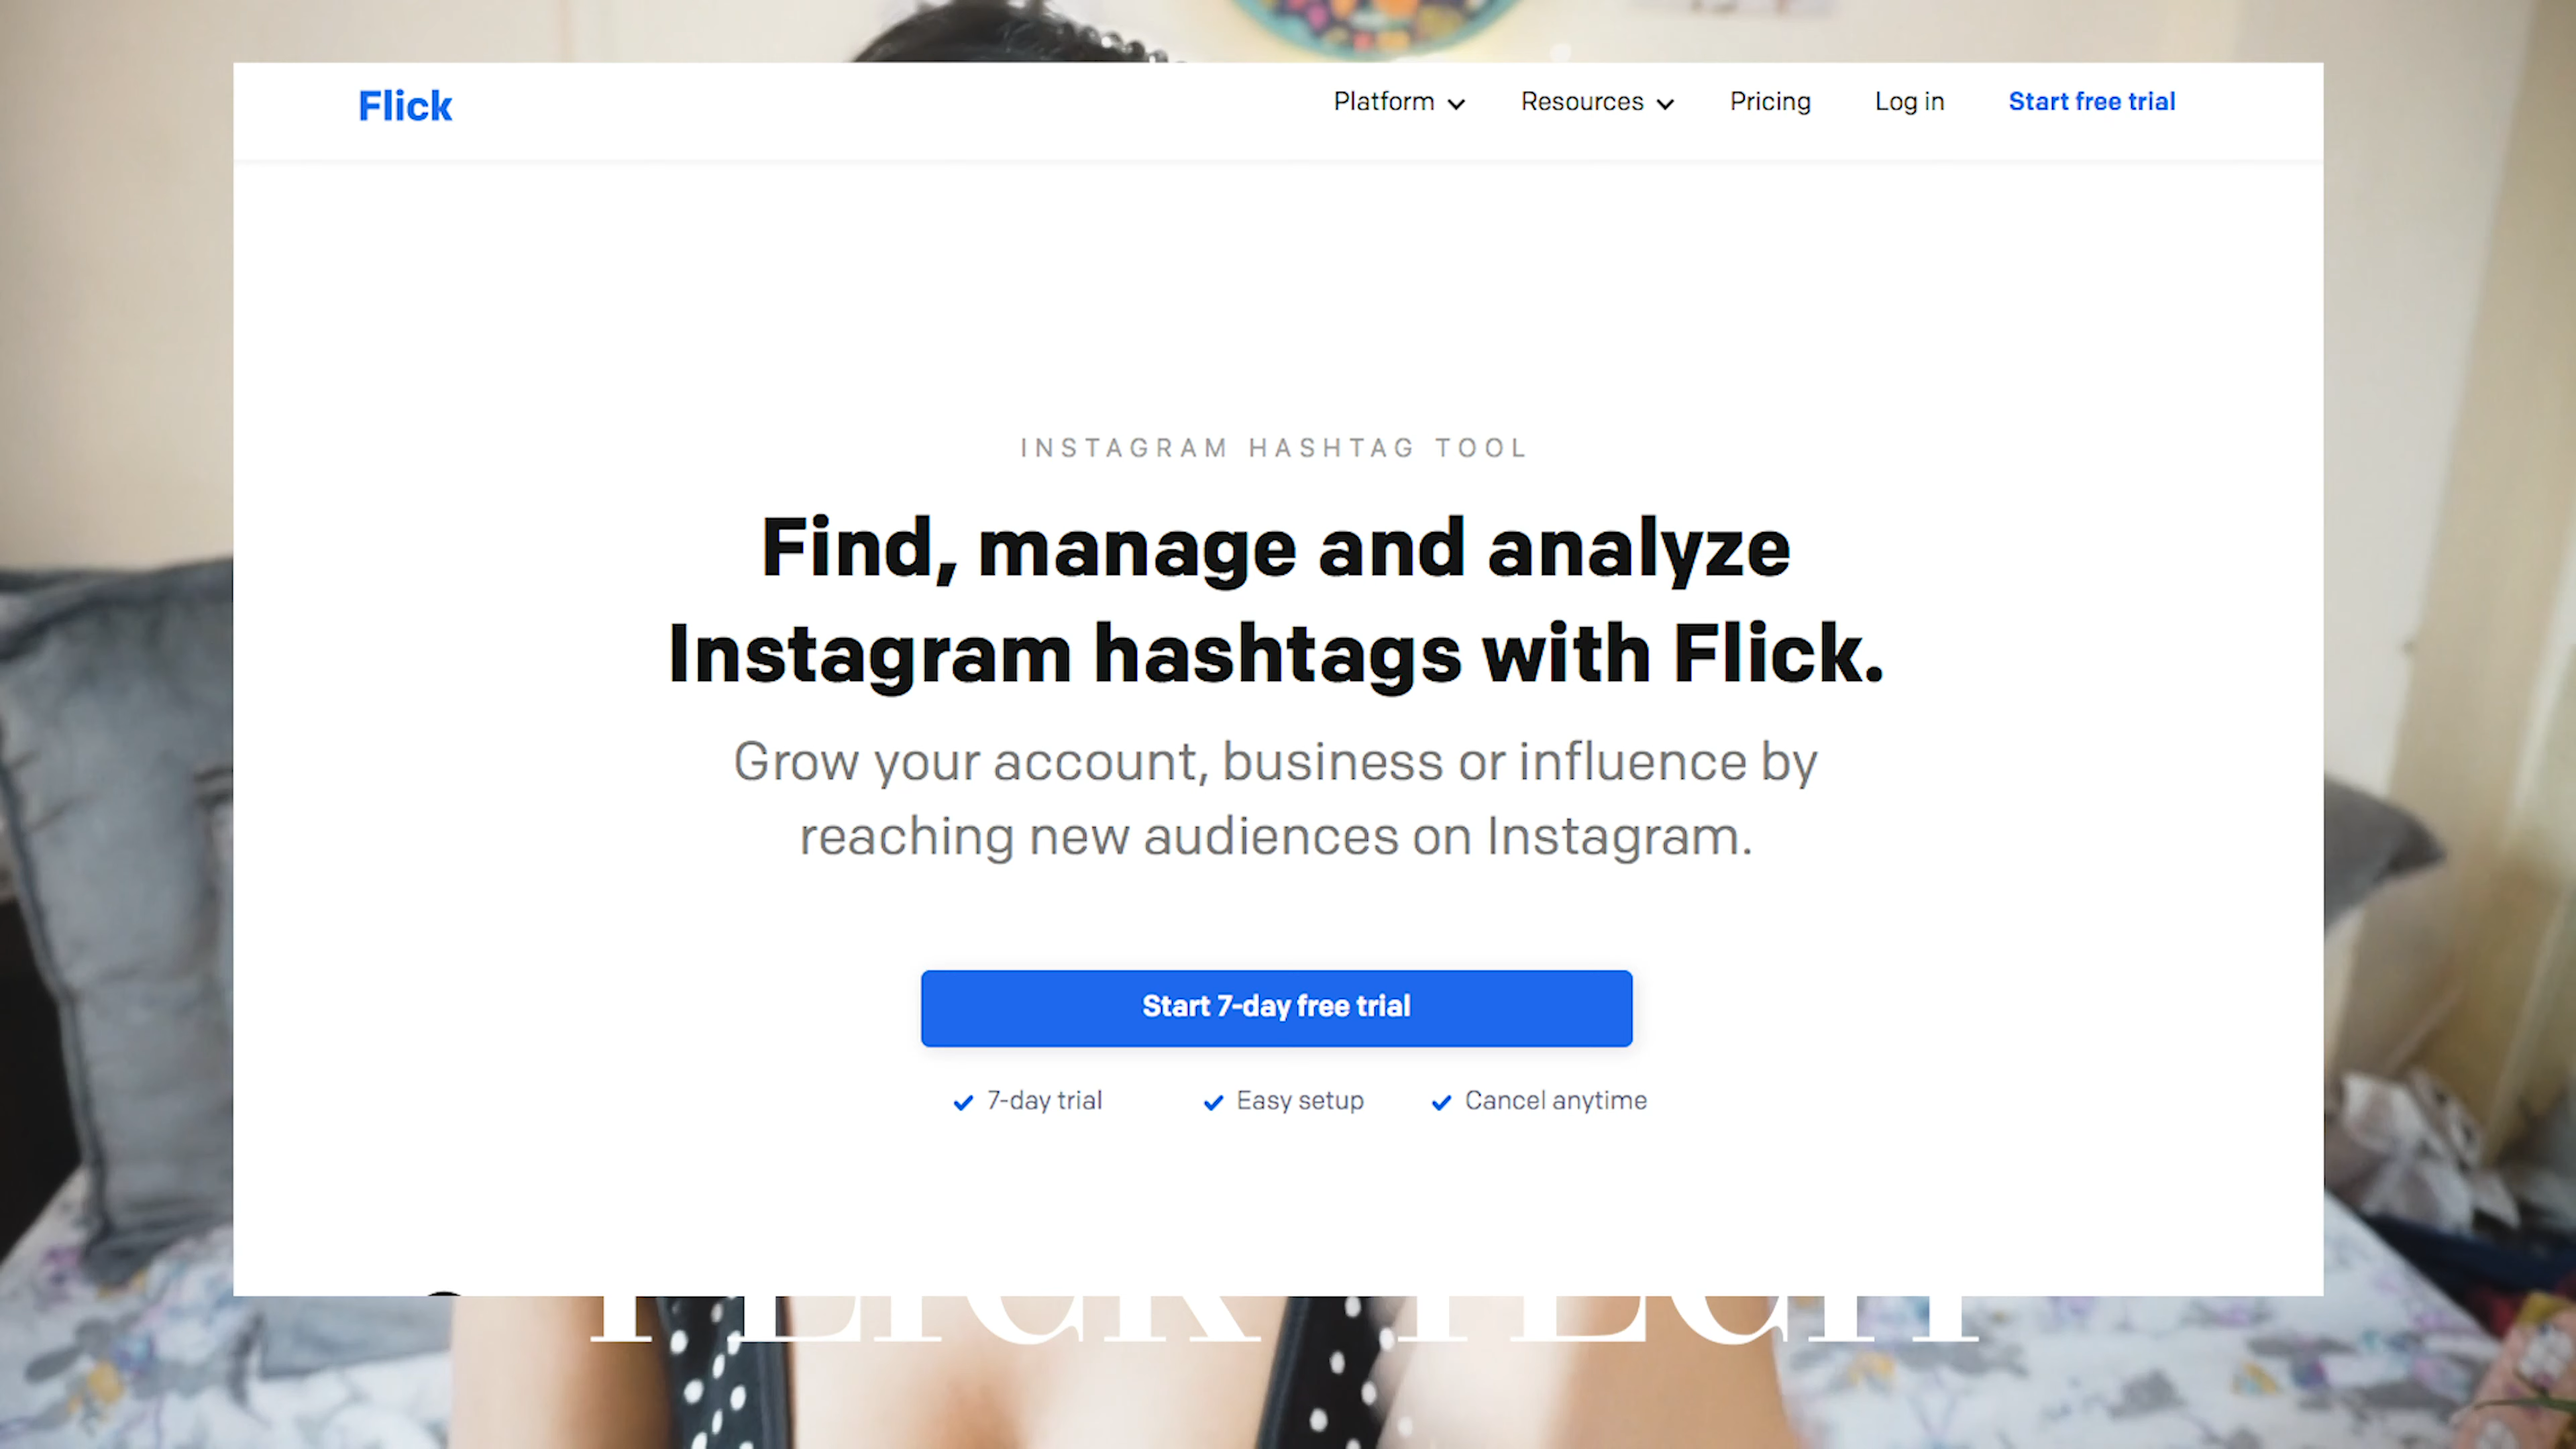 Flick
Platform
Resources
Pricing
Log in
Start free trial
INSTAGRAM HASHTAG TOOL
Find, manage and analyze
Instagram hashtags with Flick.
Grow your account, business or influence by
reaching new audiences on Instagram.
Start 7-day free trial
7-day trial
Easy setup
Cancel anytime
FLICK TECH